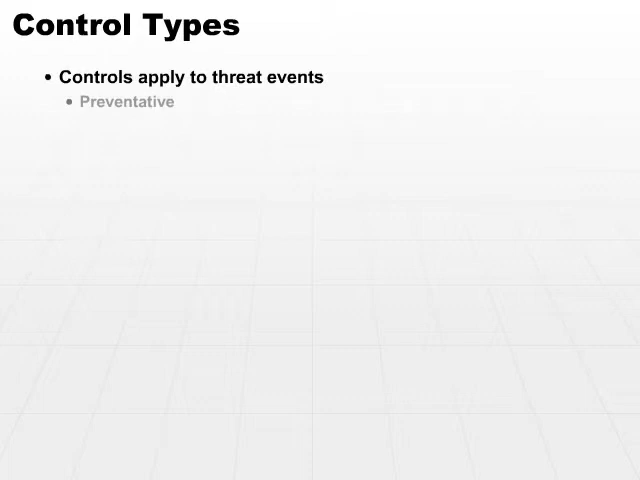 Control Types
• Controls apply to threat events
• Preventative